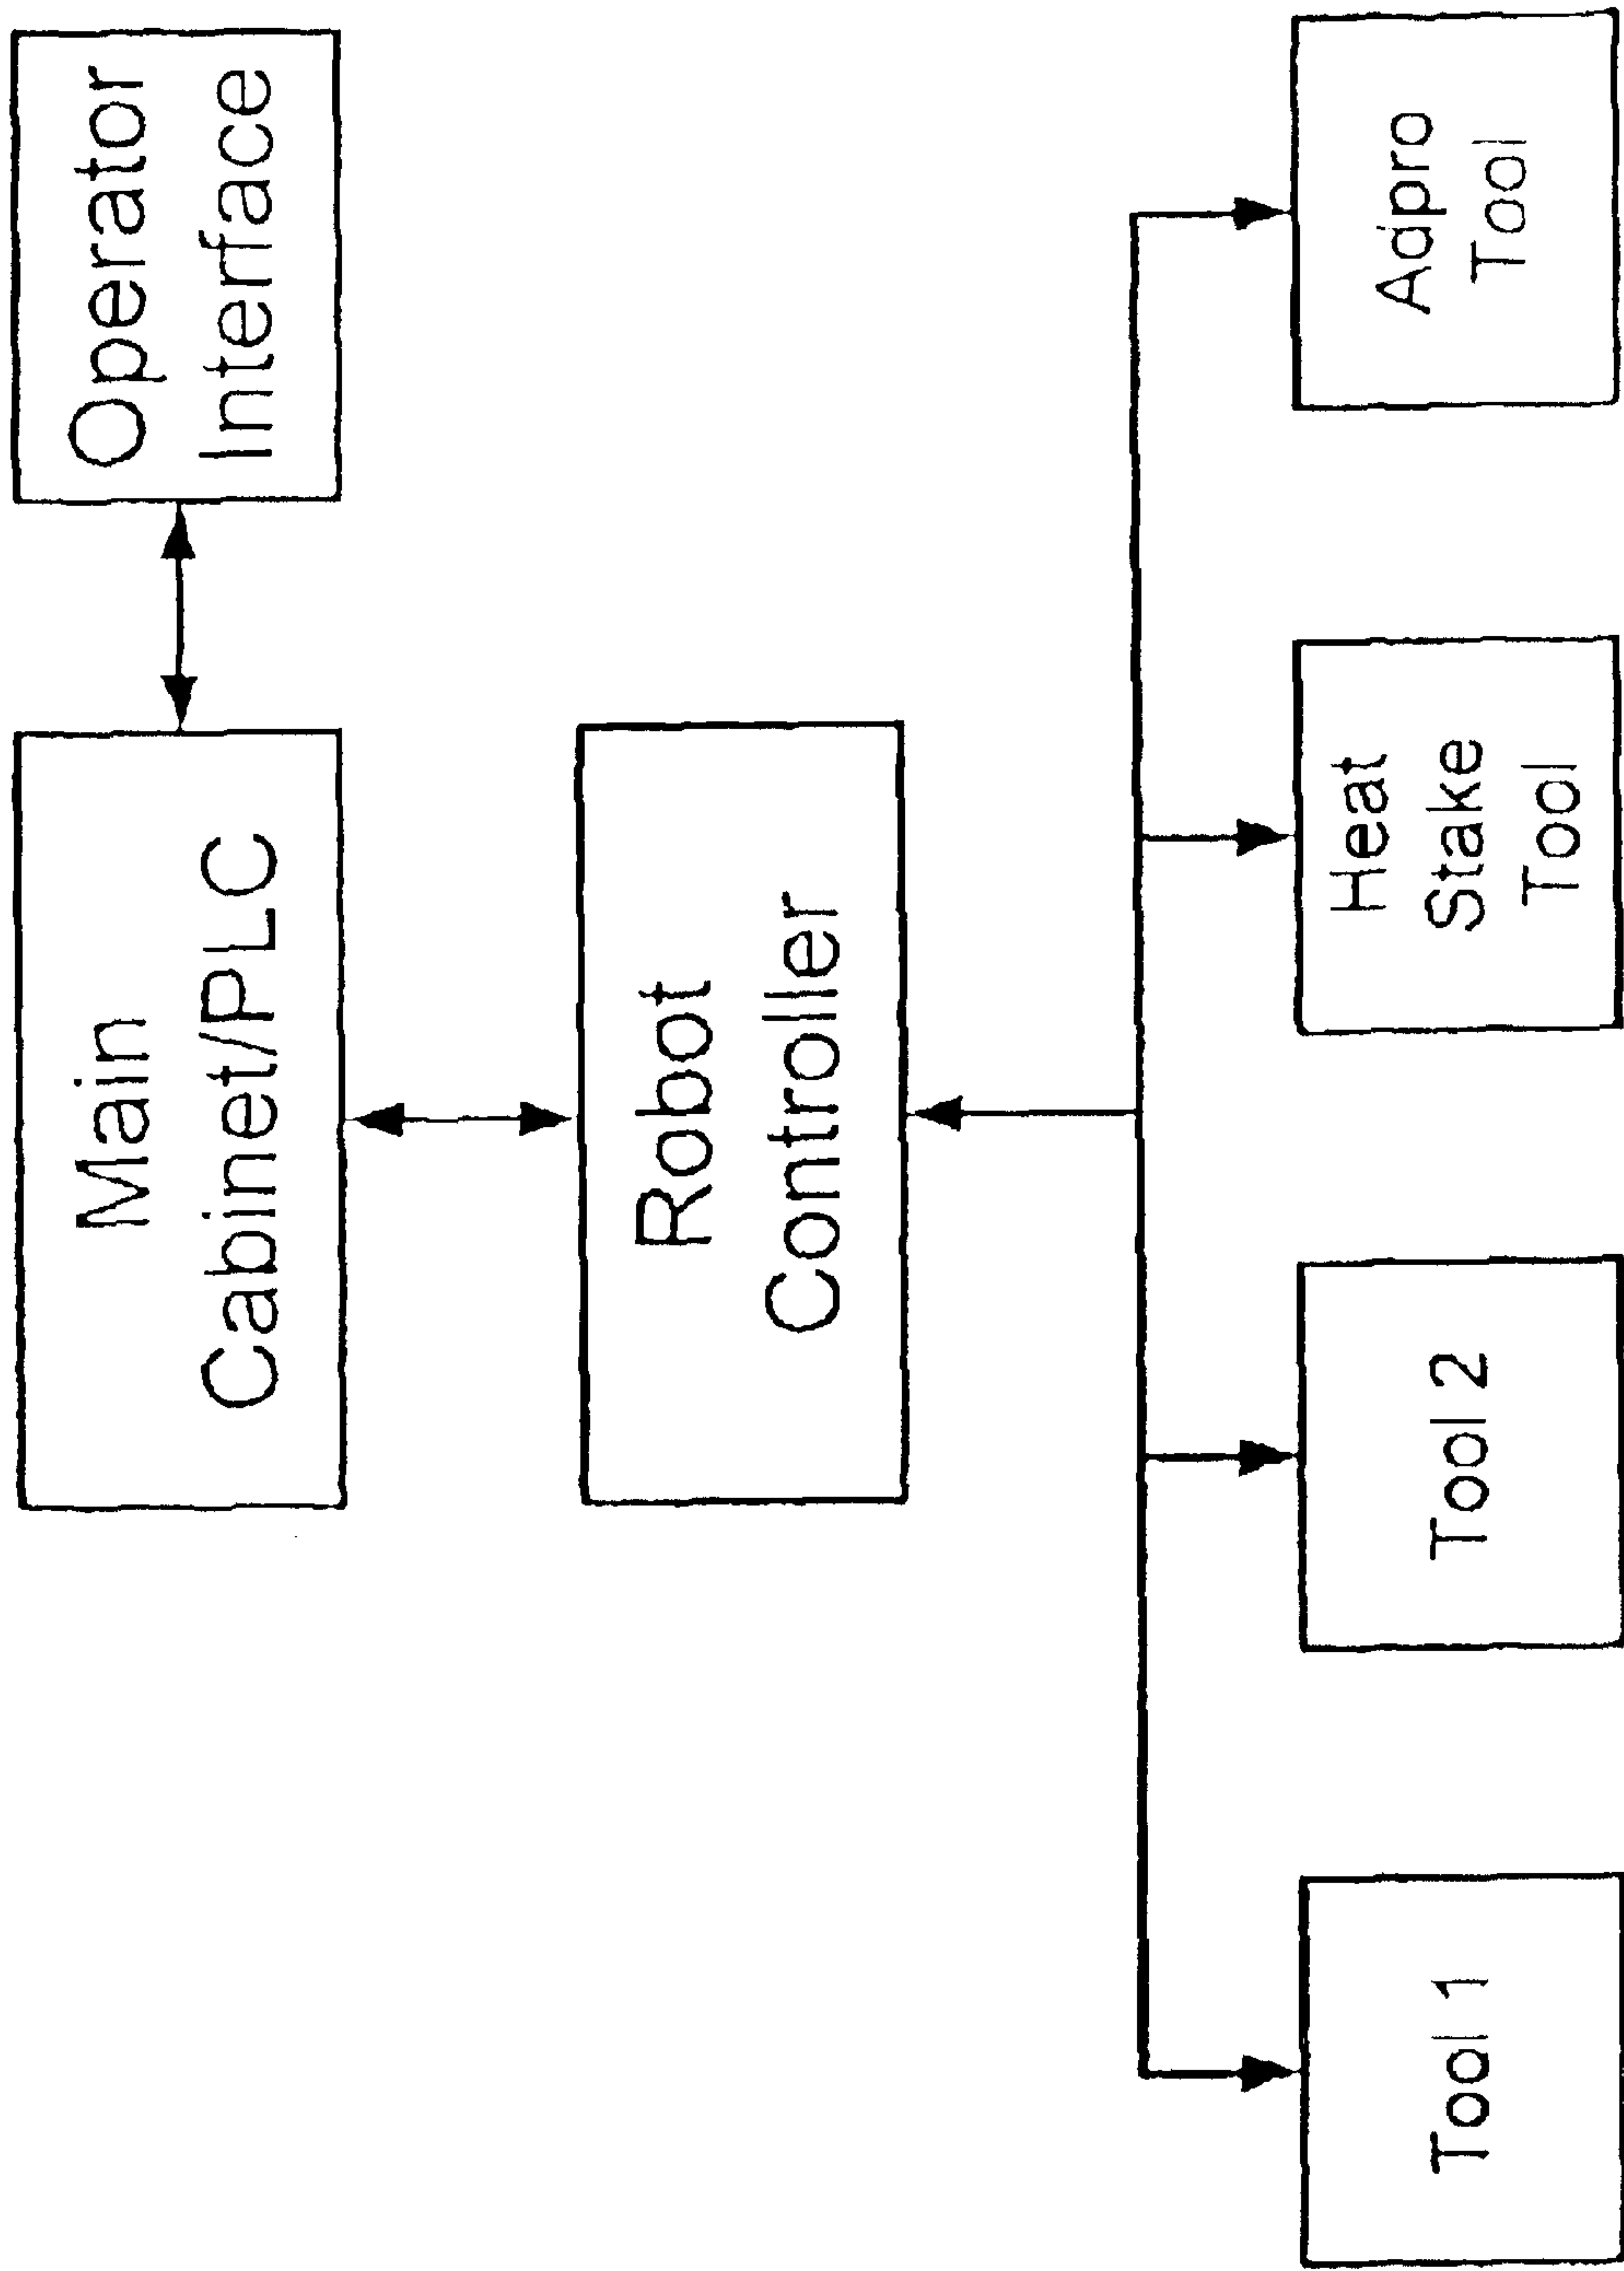 Main
Cabinet/PLC
Operator
Interface
Robot
Controller
Tool 1
Tool 2
Heat
Stake
Tool
Adpro
Tool